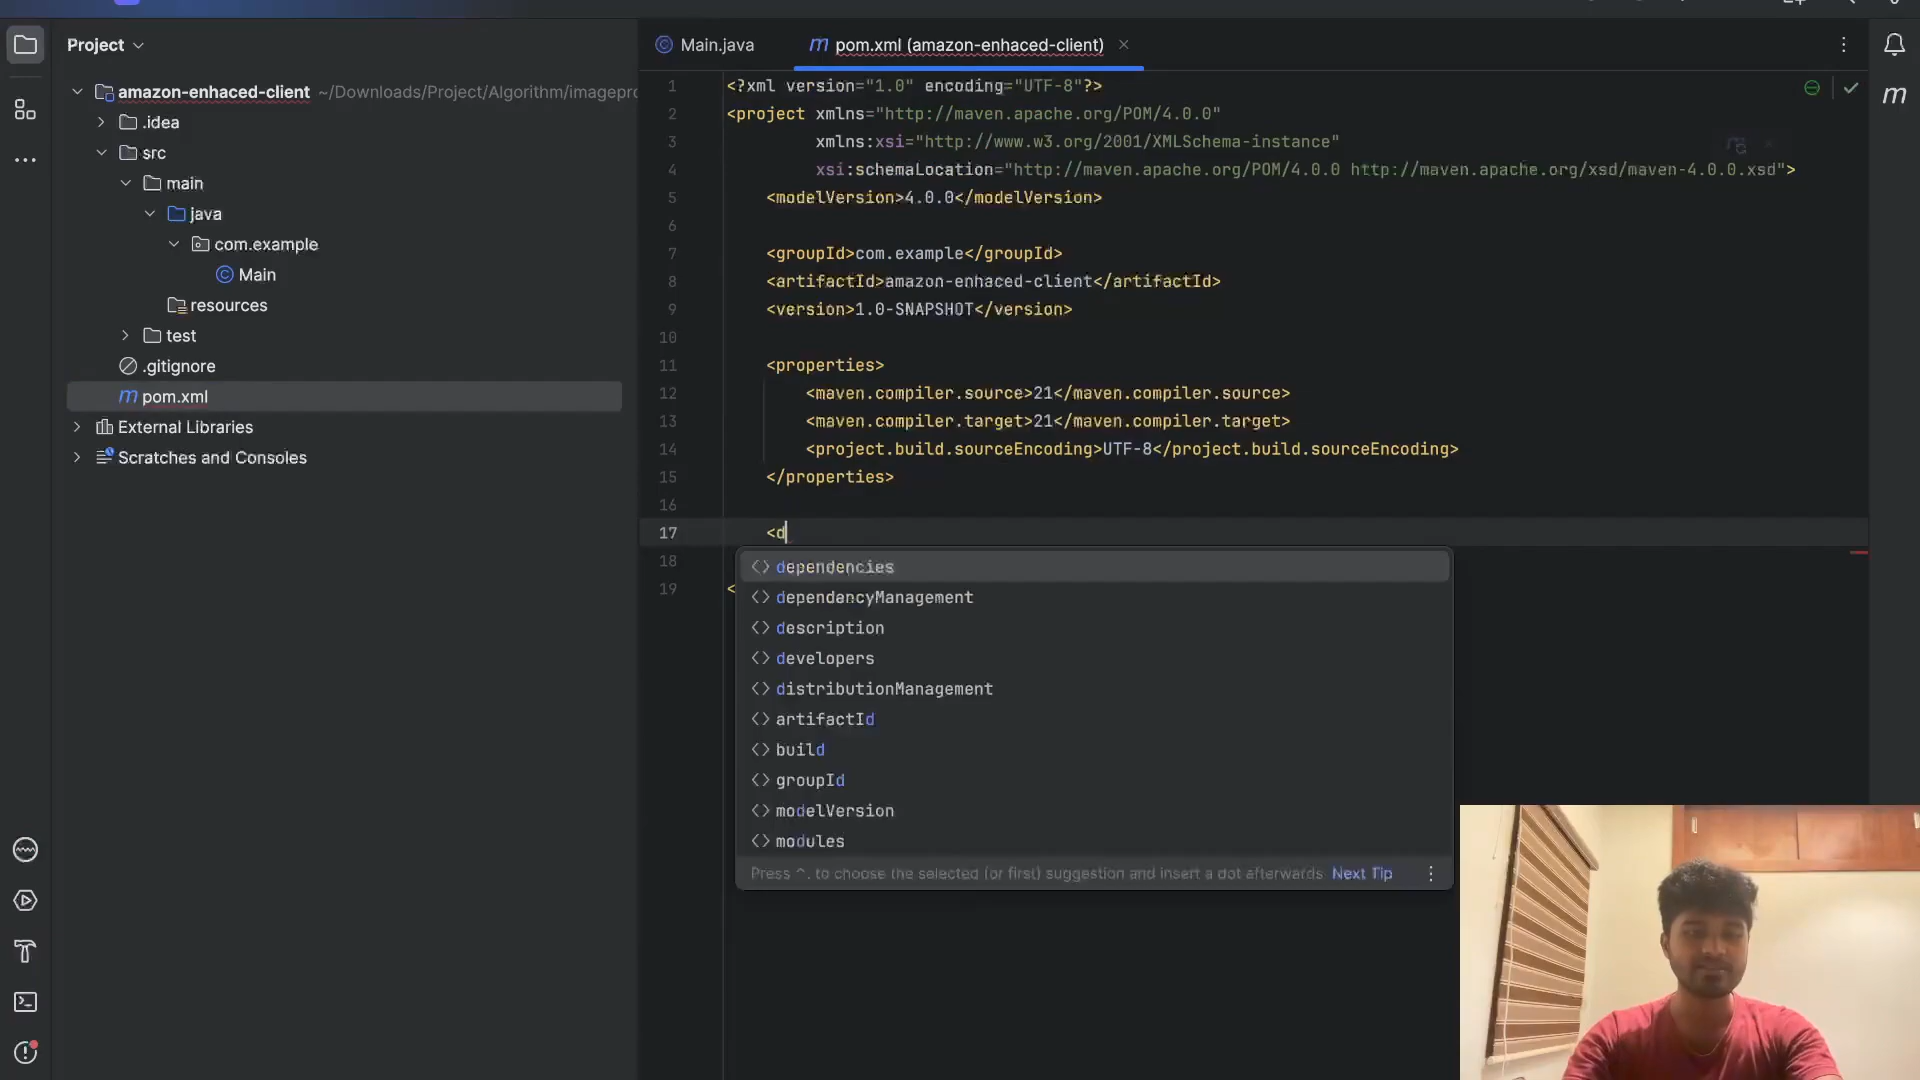 Project
amazon-enhaced-client ~/Downloads/Project/Algorithm/imagepro
.idea
src
main
java
com.example
Main
resources
test
.gitignore
m pom.xml
External Libraries
Scratches and Consoles
Main.java
m pom.xml (amazon-enhaced-client)
m
1 <?xml version="1.0" encoding="UTF-8"?>
2 <project xmlns="http://maven.apache.org/POM/4.0.0"
3 xmlns:xsi="http://www.w3.org/2001/XMLSchema-instance"
4 xsi:schemaLocation="http://maven.apache.org/POM/4.0.0 http://maven.apache.org/xsd/maven-4.0.0.xsd">
5 <modelVersion>4.0.0</modelVersion>
6
7 <groupId>com.example</groupId>
8 <artifactId>amazon-enhaced-client</artifactId>
9 <version>1.0-SNAPSHOT</version>
10
11 <properties>
12 <maven.compiler.source>21</maven.compiler.source>
13 <maven.compiler.target>21</maven.compiler.target>
14 <project.build.sourceEncoding>UTF-8</project.build.sourceEncoding>
15 </properties>
16
17 <d
18
19 <
<> dependencies
<> dependancyManagement
<> description
<> developers
<> distributionManagement
<> artifactId
<> build
<> groupId
<> modelVersion
<> modules
Press ^. to choose the selected (or first) suggestion and insert a dot afterwards Next Tip